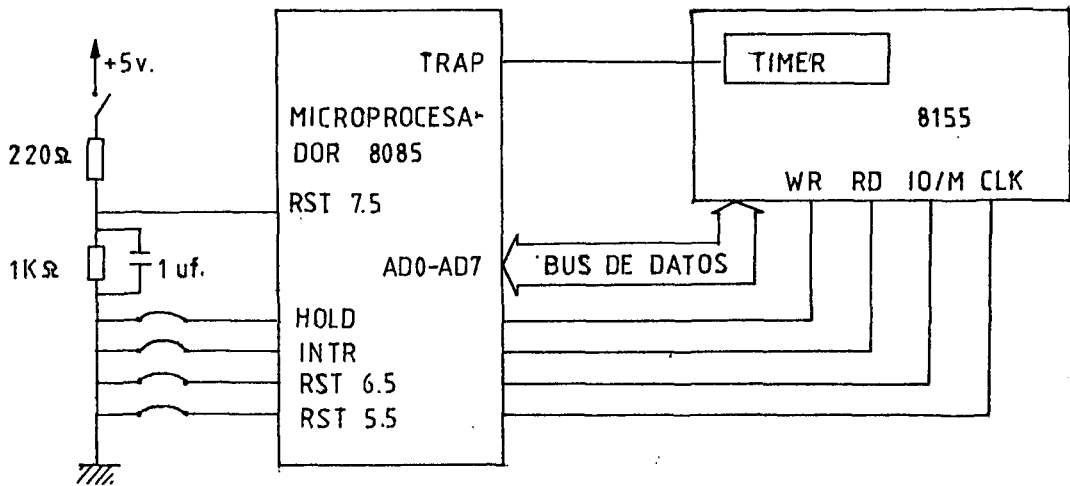 +5v.
220Ω
1KΩ
1 uf.
TRAP
MICROPROCESA-
DOR 8085
RST 7.5
AD0-AD7
HOLD
INTR
RST 6.5
RST 5.5
BUS DE DATOS
TIMER
8155
WR RD IO/M CLK